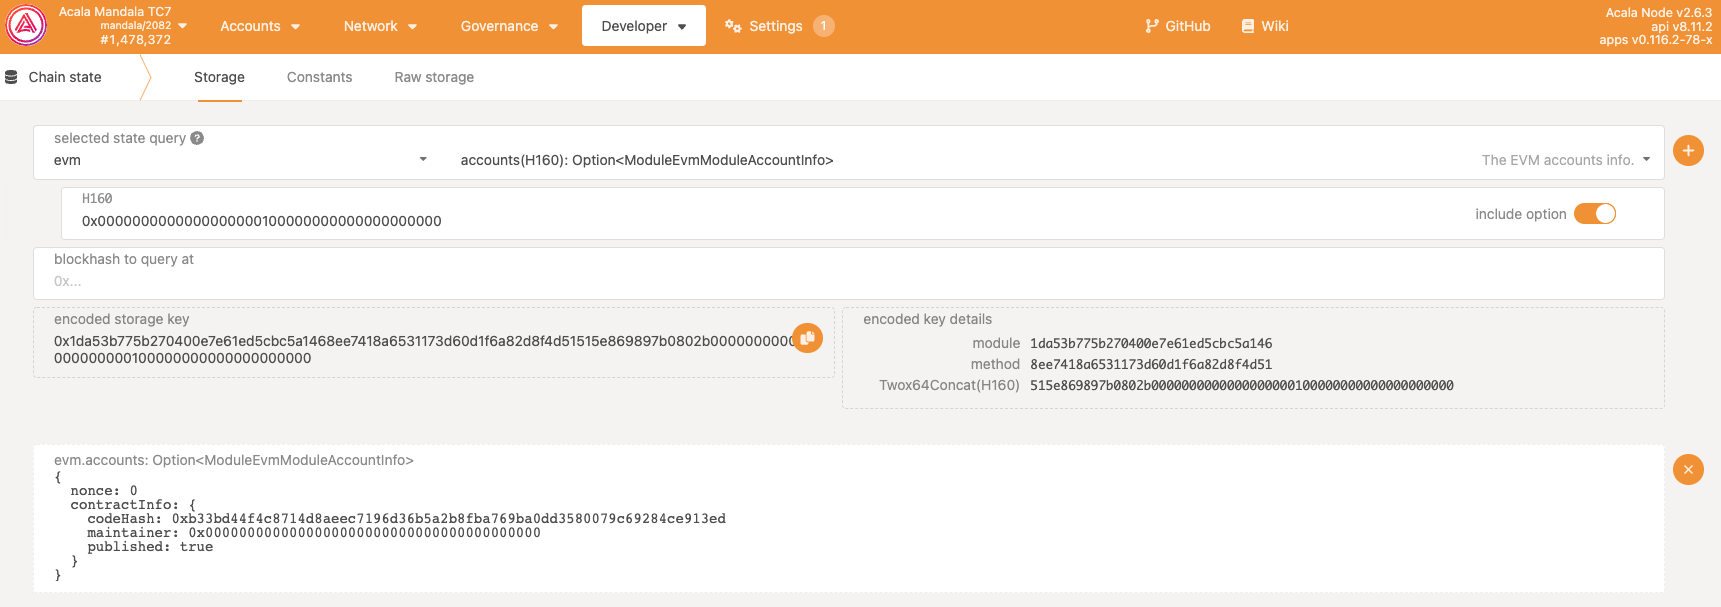 Acala Mandala TC7
mandala/2082
#1,478,372
Accounts
Network
Governance
Developer
Settings
1
GitHub
Wiki
Acala Node v2.6.3
api v8.11.2
apps v0.116.2-78-x
Chain state
Storage
Constants
Raw storage
selected state query ?
evm
accounts(H160): Option<ModuleEvmModuleAccountInfo>
The EVM accounts info.
H160
0x0000000000000000000100000000000000000000
include option
blockhash to query at
0x...
encoded storage key
0x1da53b775b270400e7e61ed5cbc5a1468ee7418a6531173d60d1f6a82d8f4d51515e869897b0802b0000000000
000000000100000000000000000000
encoded key details
module 1da53b775b270400e7e61ed5cbc5a146
method 8ee7418a6531173d60d1f6a82d8f4d51
Twox64Concat(H160) 515e869897b0802b0000000000000000000100000000000000000000
evm.accounts: Option<ModuleEvmModuleAccountInfo>
{
nonce: 0
contractInfo: {
codeHash: 0xb33bd44f4c8714d8aeec7196d36b5a2b8fba769ba0dd3580079c69284ce913ed
maintainer: 0x0000000000000000000000000000000000000000
published: true
}
}